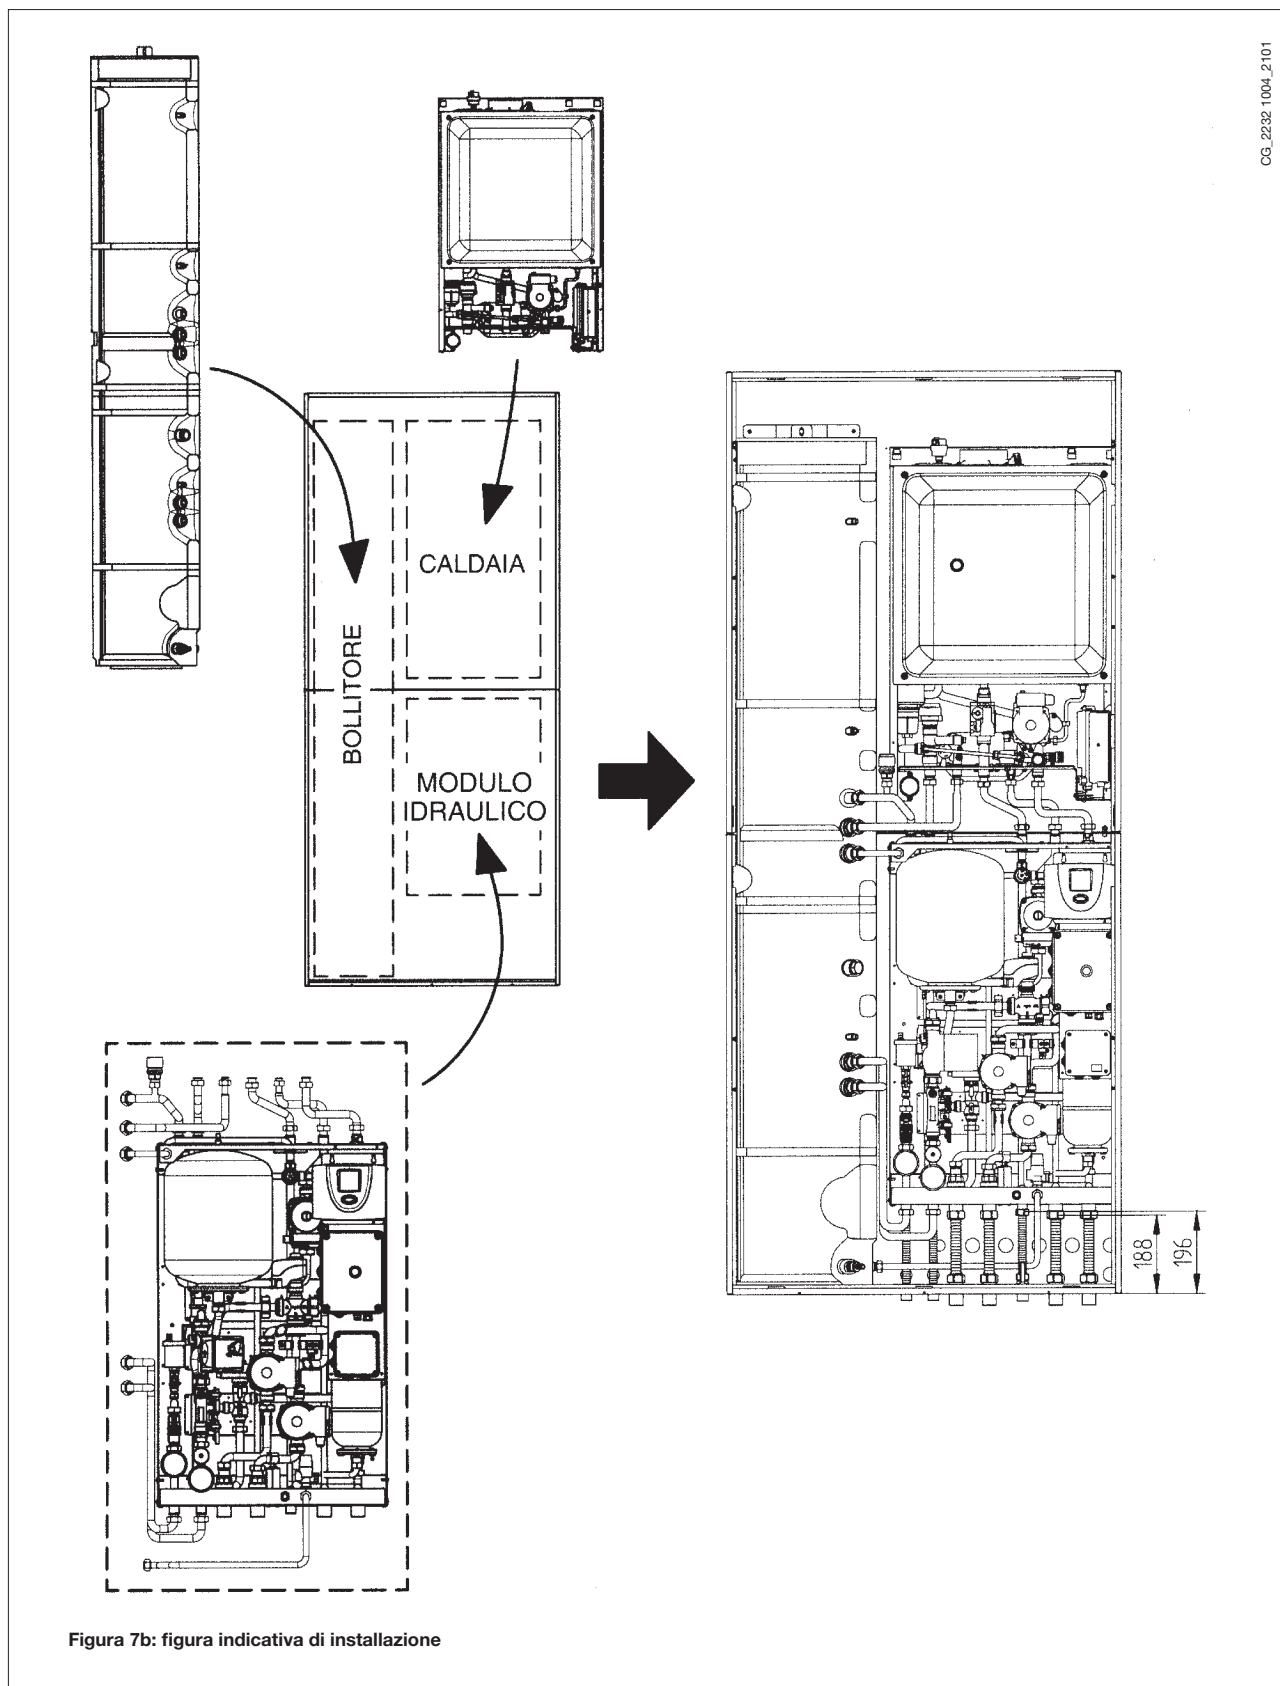 CG_2232 1004_2101
CALDAIA
BOLLITORE
MODULO
IDRAULICO
188
196
Figura 7b: figura indicativa di installazione